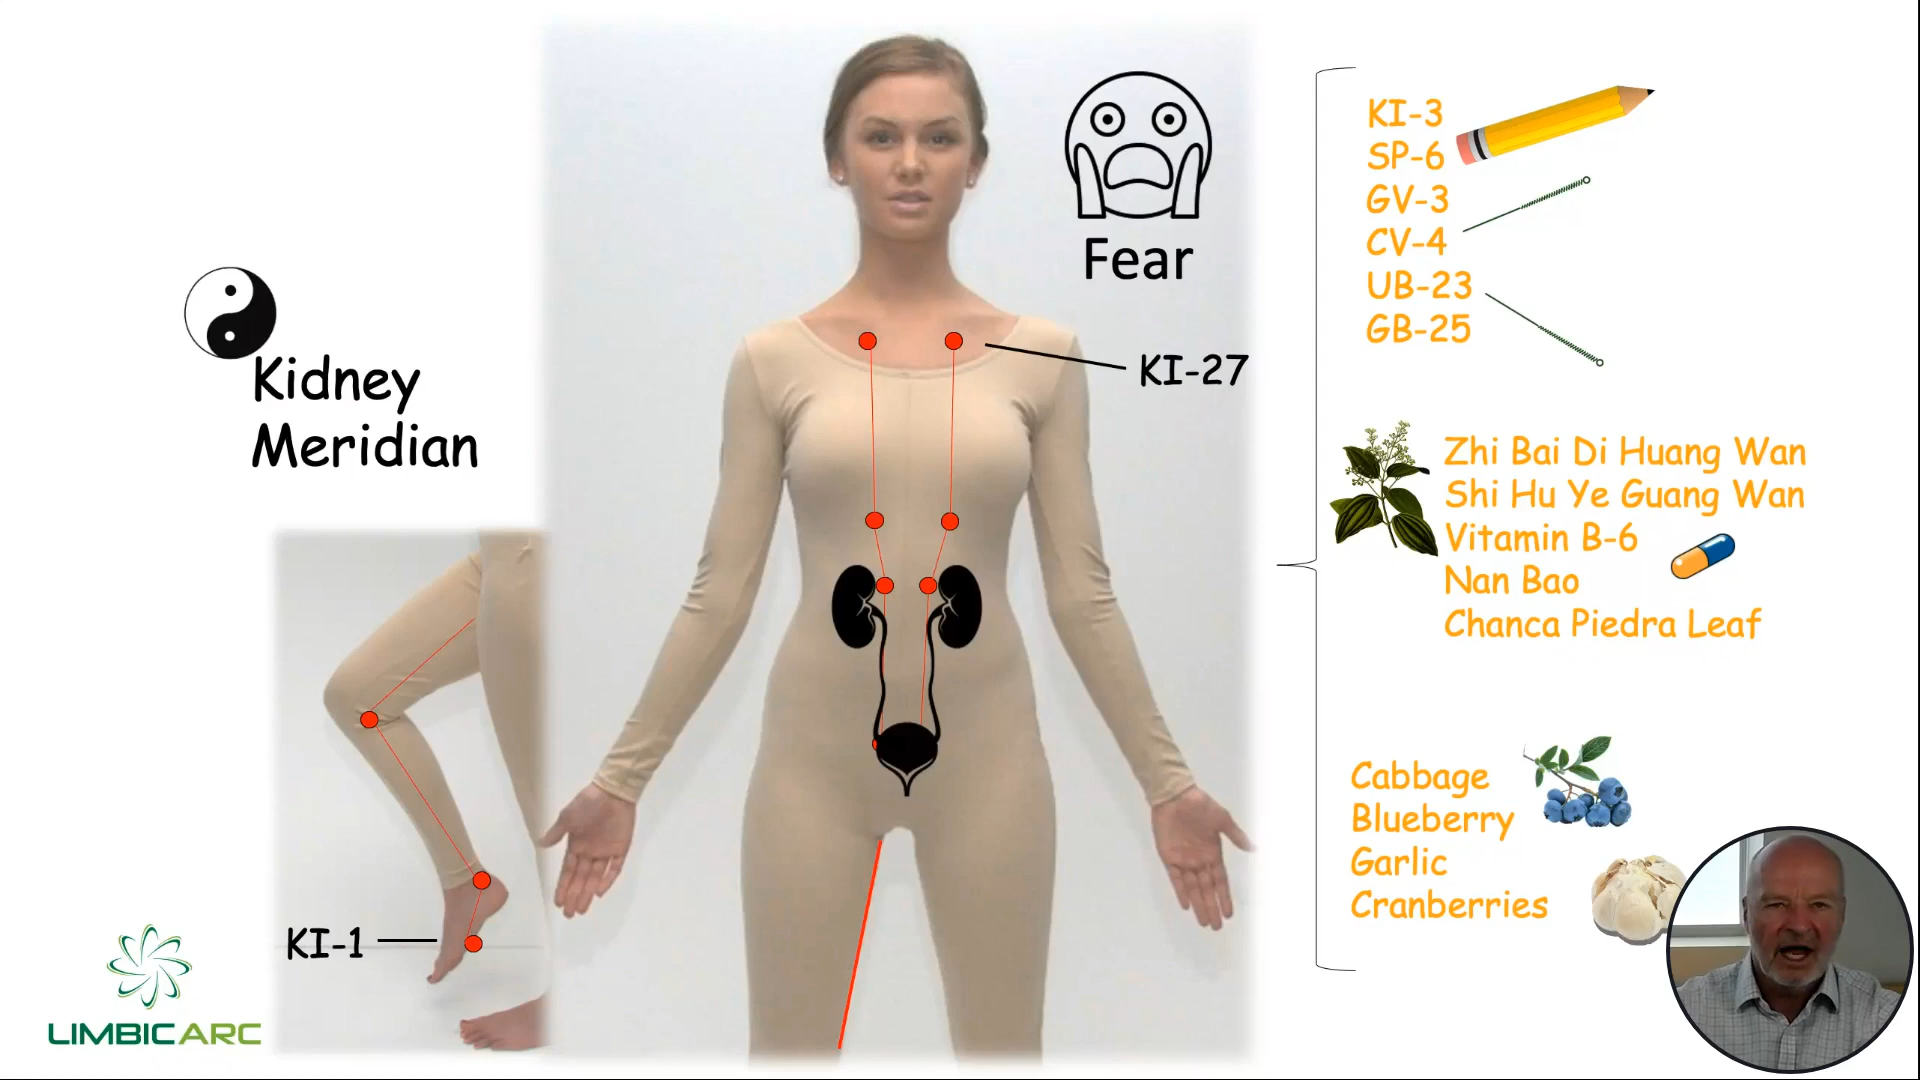 Kidney
Meridian
KI-1
LIMBICARC
Fear
KI-27
KI-3
SP-6
GV-3
CV-4
UB-23
GB-25
Zhi Bai Di Huang Wan
Shi Hu Ye Guang Wan
Vitamin B-6
Nan Bao
Chanca Piedra Leaf
Cabbage
Blueberry
Garlic
Cranberries